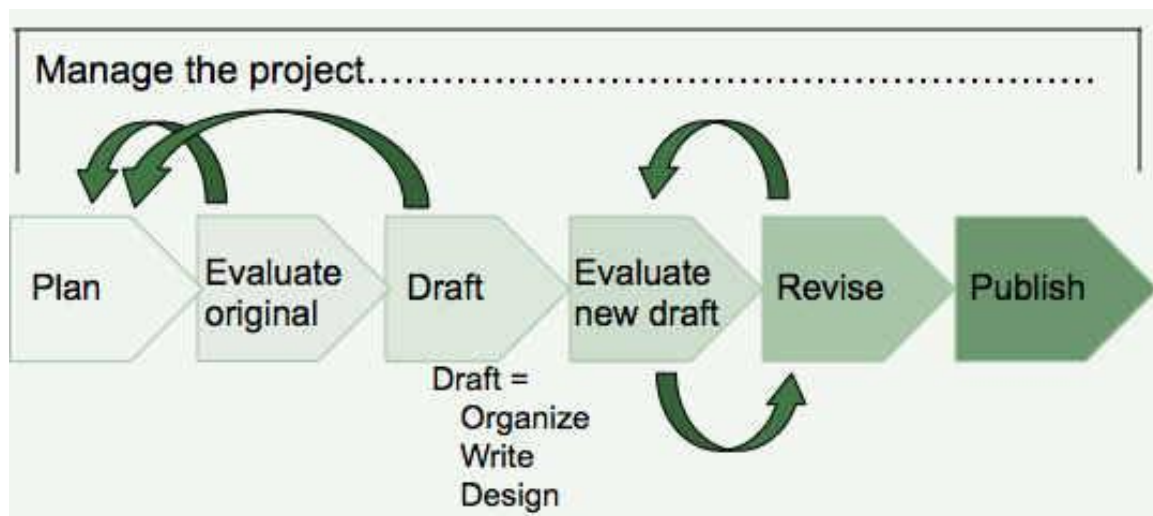 Manage the project................................................................
Plan
Evaluate
original
Draft
Evaluate
new draft
Revise
Publish
Draft =
Organize
Write
Design